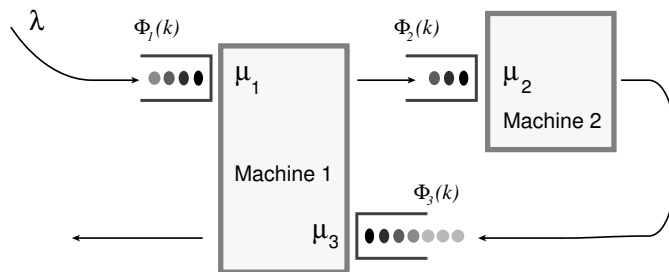 λ
Φ₁(k)
Φ₂(k)
μ₁
μ₂
Machine 2
Machine 1
Φ₃(k)
μ₃